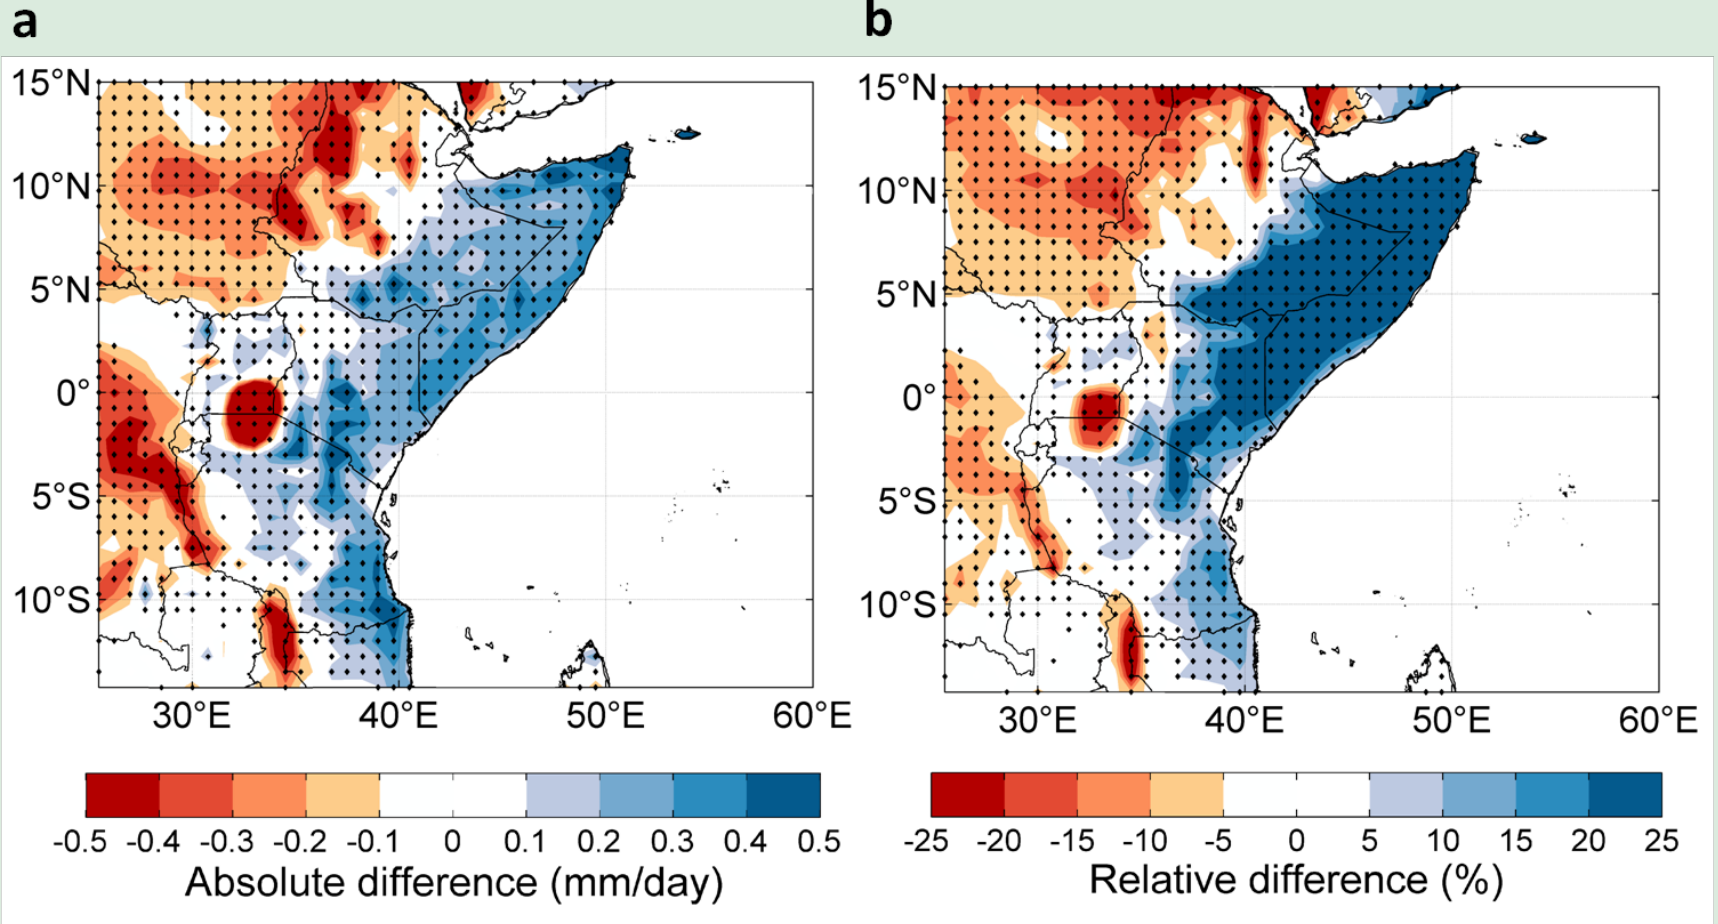 a
b
15°N
10°N
5°N
0°
5°S
10°S
30°E 40°E 50°E 60°E
-0.5 -0.4 -0.3 -0.2 -0.1 0 0.1 0.2 0.3 0.4 0.5
Absolute difference (mm/day)
15°N
10°N
5°N
0°
5°S
10°S
30°E 40°E 50°E 60°E
-25 -20 -15 -10 -5 0 5 10 15 20 25
Relative difference (%)